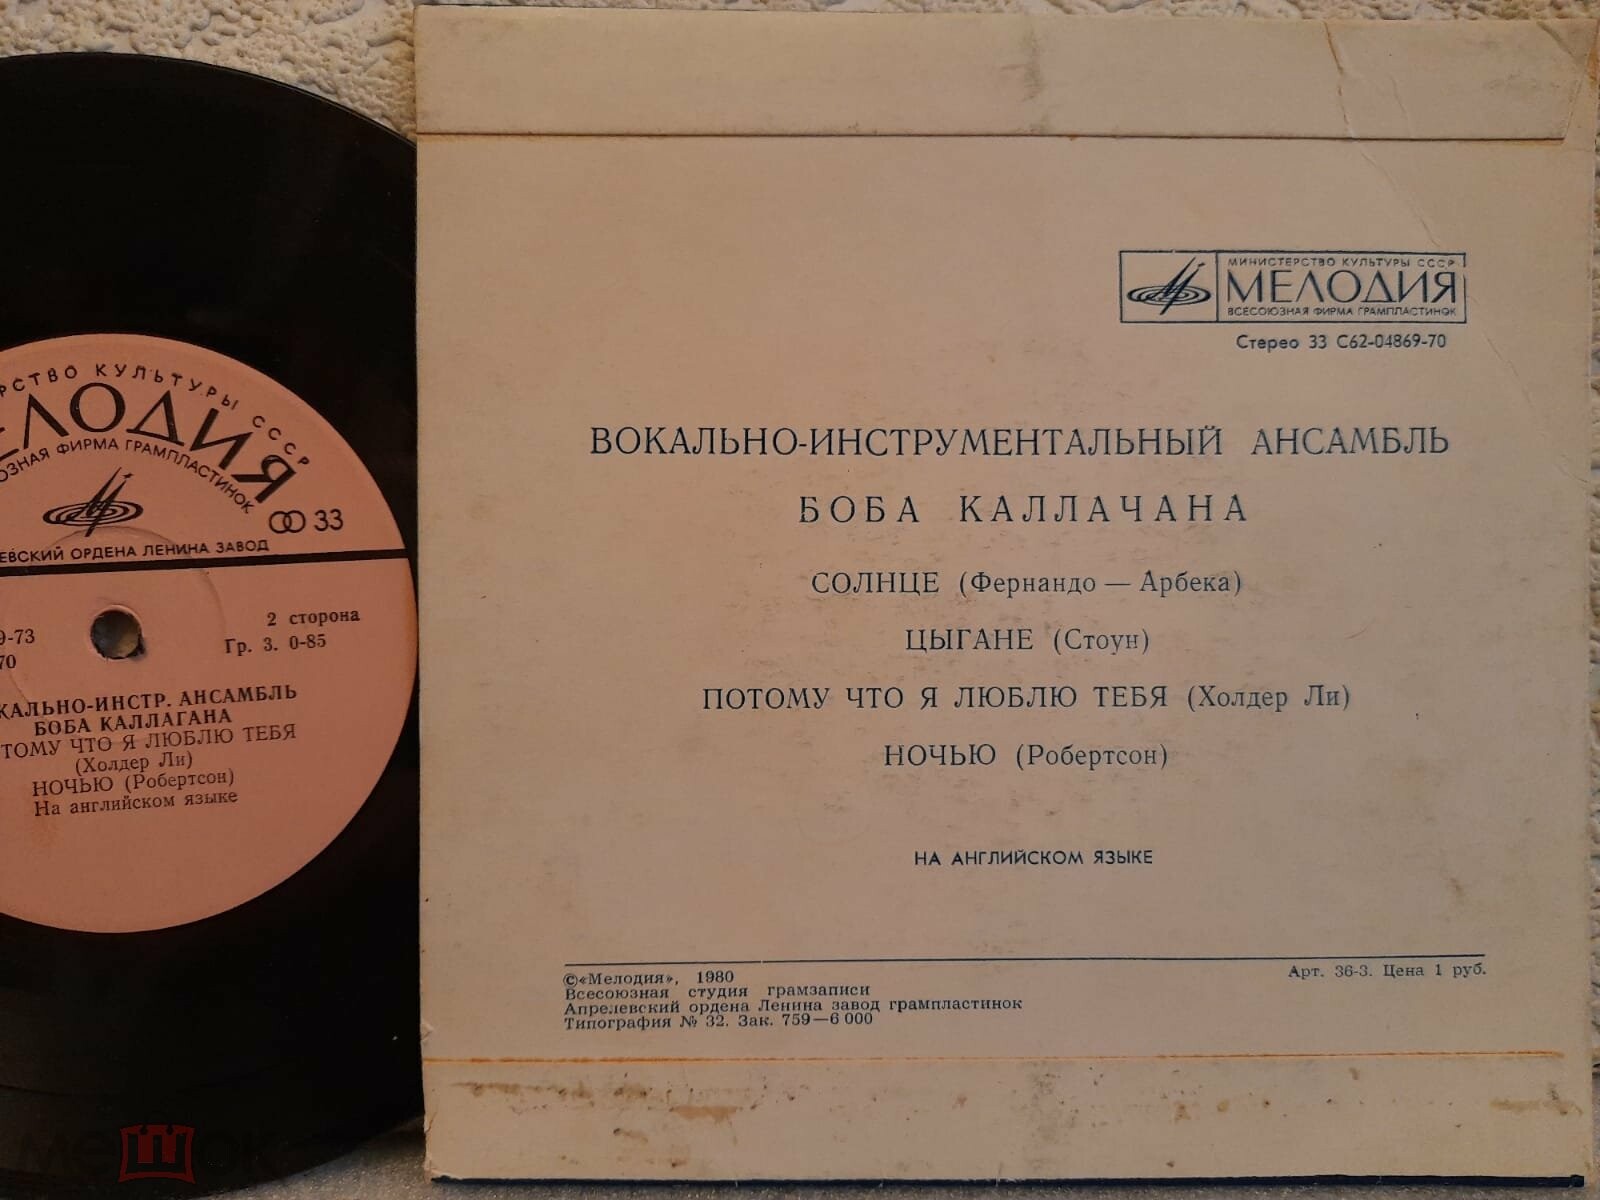 РСТВО КУЛЬТУРЫ СССР
ЕЛОДИЯ
ОЗНАЯ ФИРМА ГРАМПЛАСТИНОК
33
ЕВСКИЙ ОРДЕНА ЛЕНИНА ЗАВОД
2 сторона
9-73
Гр. 3. 0-85
70
КАЛЬНО-ИНСТР. АНСАМБЛЬ
БОБА КАЛЛАГАНА
ТОМУ ЧТО Я ЛЮБЛЮ ТЕБЯ
(Холдер Ли)
НОЧЬЮ (Робертсон)
На английском языке
МИНИСТЕРСТВО КУЛЬТУРЫ СССР
МЕЛОДИЯ
ВСЕСОЮЗНАЯ ФИРМА ГРАМПЛАСТИНОК
Стерео 33 С62-04869-70
ВОКАЛЬНО-ИНСТРУМЕНТАЛЬНЫЙ АНСАМБЛЬ
БОБА КАЛЛАЧАНА
СОЛНЦЕ (Фернандо — Арбека)
ЦЫГАНЕ (Стоун)
ПОТОМУ ЧТО Я ЛЮБЛЮ ТЕБЯ (Холдер Ли)
НОЧЬЮ (Робертсон)
НА АНГЛИЙСКОМ ЯЗЫКЕ
©«Мелодия», 1980
Арт. 36-3. Цена 1 руб.
Всесоюзная студия грамзаписи
Апрелевский ордена Ленина завод грампластинок
Типография № 32. Зак. 759—6 000
мешок